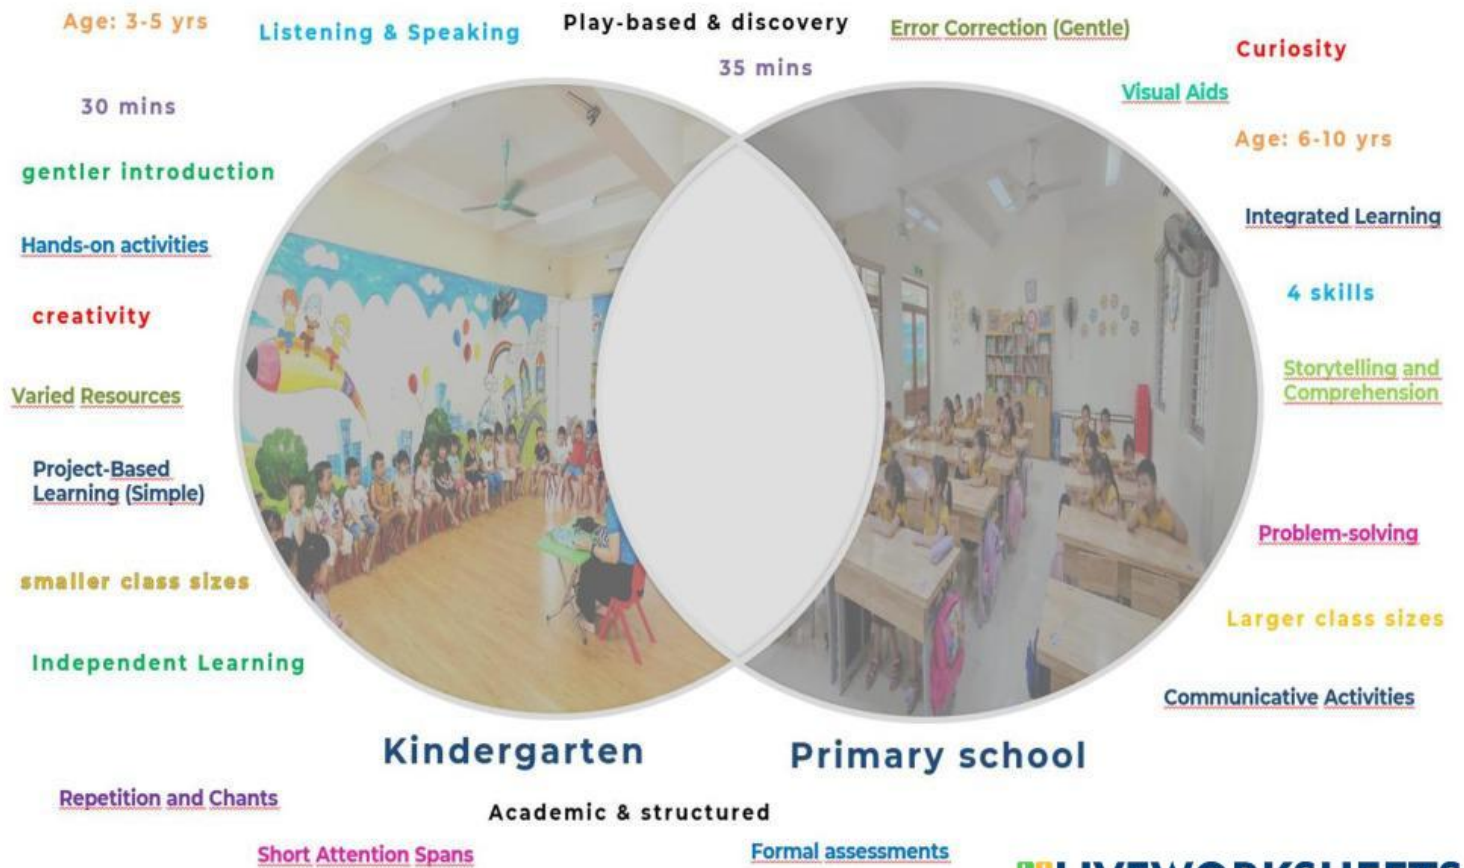 Age: 3-5 yrs
Listening & Speaking
Play-based & discovery
Error Correction (Gentle)
Curiosity
35 mins
Visual Aids
30 mins
Age: 6-10 yrs
gentler introduction
Integrated Learning
Hands-on activities
4 skills
creativity
Storytelling and
Comprehension
Varied Resources
Project-Based
Learning (Simple)
Problem-solving
smaller class sizes
Larger class sizes
Independent Learning
Communicative Activities
Kindergarten
Primary school
Repetition and Chants
Academic & structured
Short Attention Spans
Formal assessments
LIVEWORKSHEETS